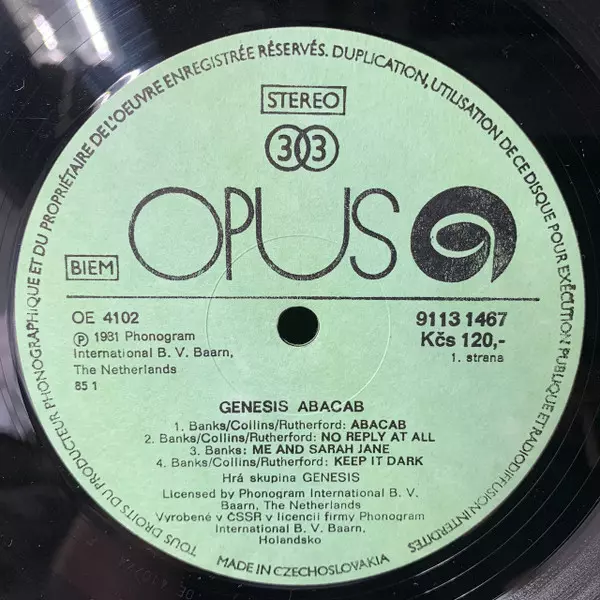 TOUS DROITS DU PRODUCTEUR PHONOGRAPHIQUE ET DU PROPRIÉTAIRE DE L'OEUVRE ENREGISTRÉE RÉSERVÉS. DUPLICATION, UTILISATION DE CE DISQUE POUR EXÉCUTION PUBLIQUE ET RADIODIFFUSION INTERDITES
STEREO
33
OPUS
BIEM
OE 4102
Ⓟ 1981 Phonogram
International B. V. Baarn,
The Netherlands
85 1
9113 1467
Kčs 120,-
1. strana
GENESIS ABACAB
1. Banks/Collins/Rutherford: ABACAB
2. Banks/Collins/Rutherford: NO REPLY AT ALL
3. Banks: ME AND SARAH JANE
4. Banks/Collins/Rutherford: KEEP IT DARK
Hrá skupina GENESIS
Licensed by Phonogram International B. V.
Baarn, The Netherlands
Vyrobené v ČSSR v licencii firmy Phonogram
International B. V. Baarn,
Holandsko
MADE IN CZECHOSLOVAKIA